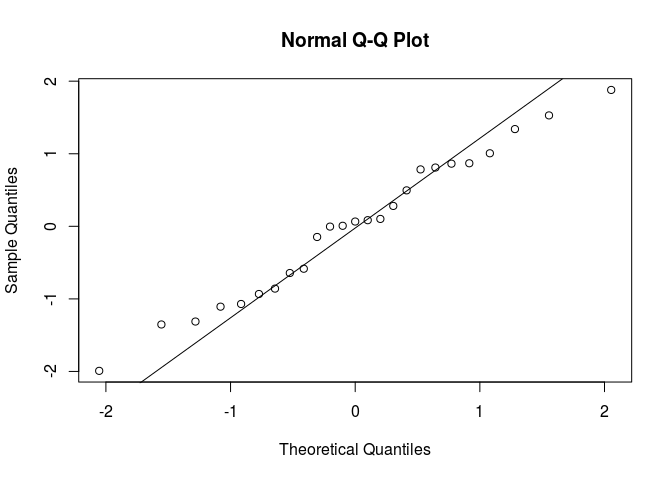 Normal Q-Q Plot
Sample Quantiles
2
1
0
-1
-2
-2 -1 0 1 2
Theoretical Quantiles